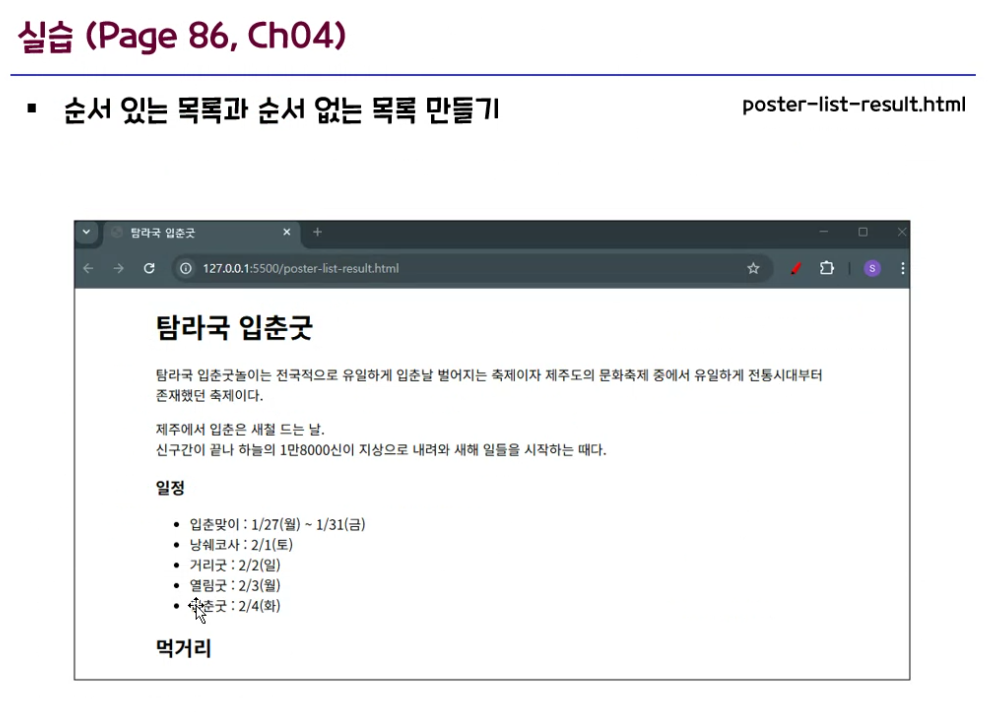 실습 (Page 86, Ch04)
▪ 순서 있는 목록과 순서 없는 목록 만들기
poster-list-result.html
탐라국 입춘굿
127.0.0.1:5500/poster-list-result.html
S
탐라국 입춘굿
탐라국 입춘굿놀이는 전국적으로 유일하게 입춘날 벌어지는 축제이자 제주도의 문화축제 중에서 유일하게 전통시대부터
존재했던 축제이다.
제주에서 입춘은 새철 드는 날.
신구간이 끝나 하늘의 1만8000신이 지상으로 내려와 새해 일들을 시작하는 때다.
일정
• 입춘맞이 : 1/27(월) ~ 1/31(금)
• 낭쉐코사 : 2/1(토)
• 거리굿 : 2/2(일)
• 열림굿 : 2/3(월)
• 춘굿 : 2/4(화)
먹거리